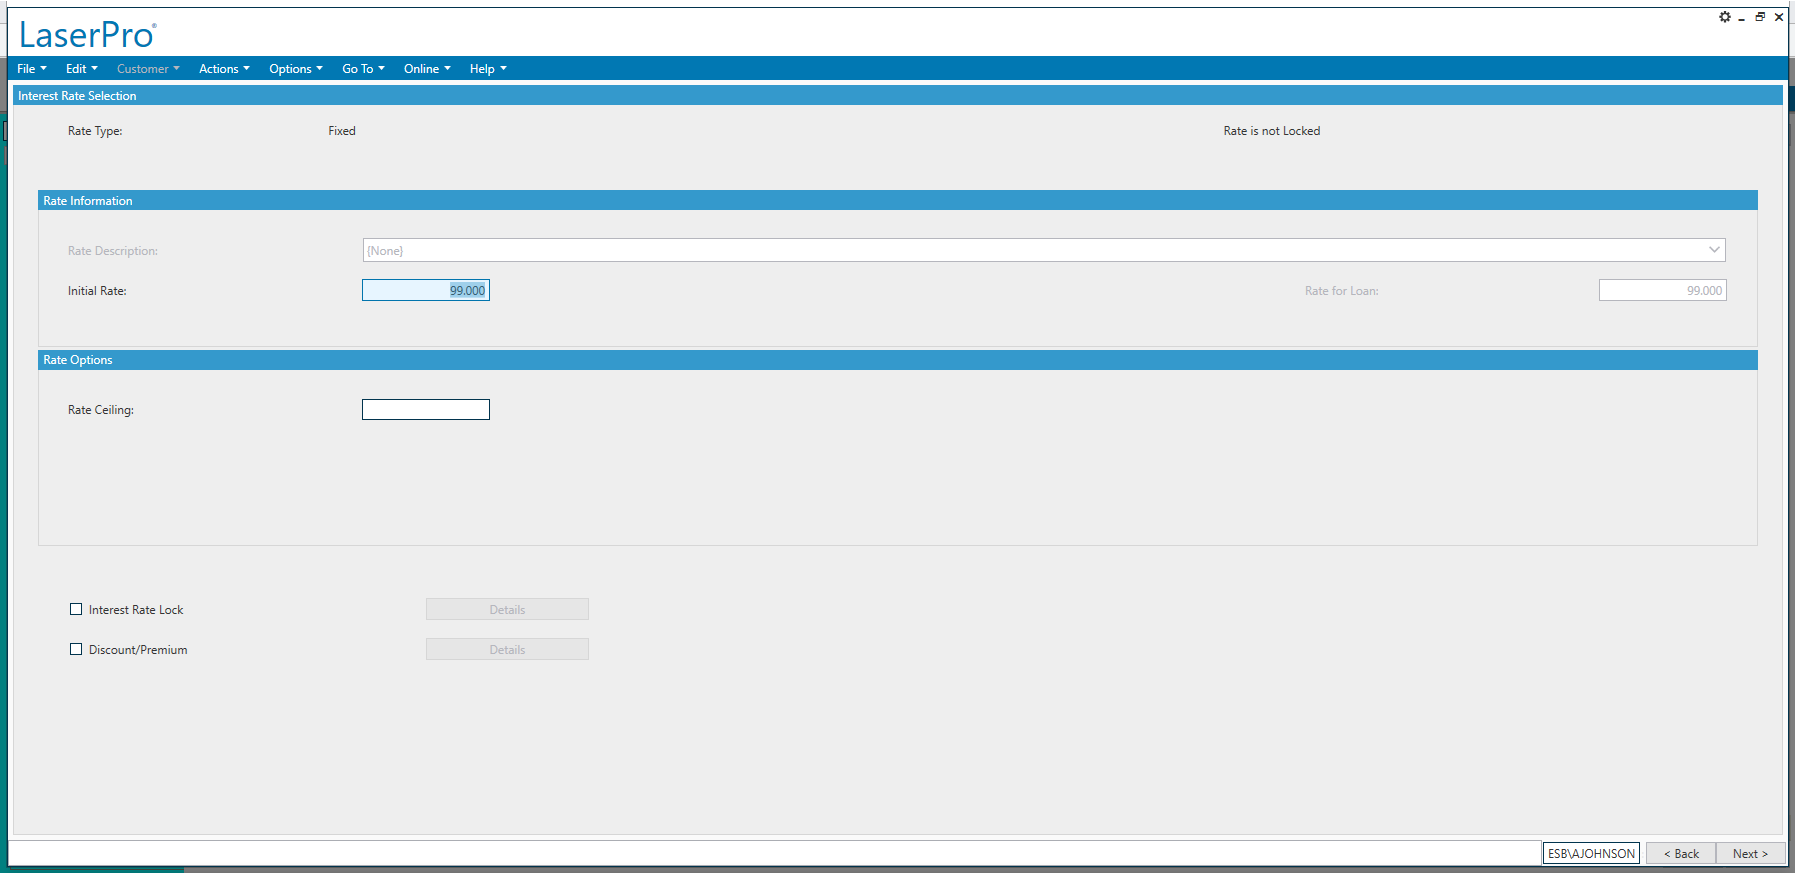 LaserPro®
File Edit Customer Actions Options Go To Online Help
Interest Rate Selection
Rate Type: Fixed Rate is not Locked
Rate Information
Rate Description: {None}
Initial Rate: 99.000 Rate for Loan: 99.000
Rate Options
Rate Ceiling:
Interest Rate Lock Details
Discount/Premium Details
ESB\AJOHNSON < Back Next >